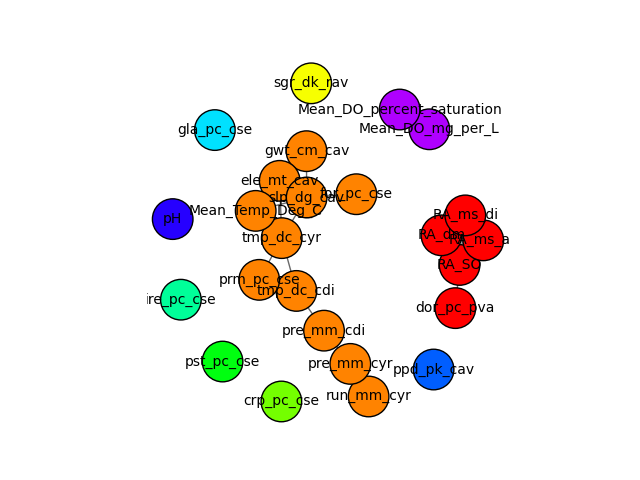 sgr_dk_rav
Mean_DO_percent_saturation
gla_pc_cse
Mean_DO_mg_per_L
gwt_cm_cav
ele_mt_cav
slp_dg_cav
for_pc_cse
pH
Mean_Temp_Deg_C
RA_ms_di
RA_ms_a
tmp_dc_cyr
RA_SO
prm_pc_cse
tmp_dc_cdi
ire_pc_cse
dor_pc_pva
pre_mm_cdi
pst_pc_cse
pre_mm_cyr
ppd_pk_cav
crp_pc_cse
run_mm_cyr